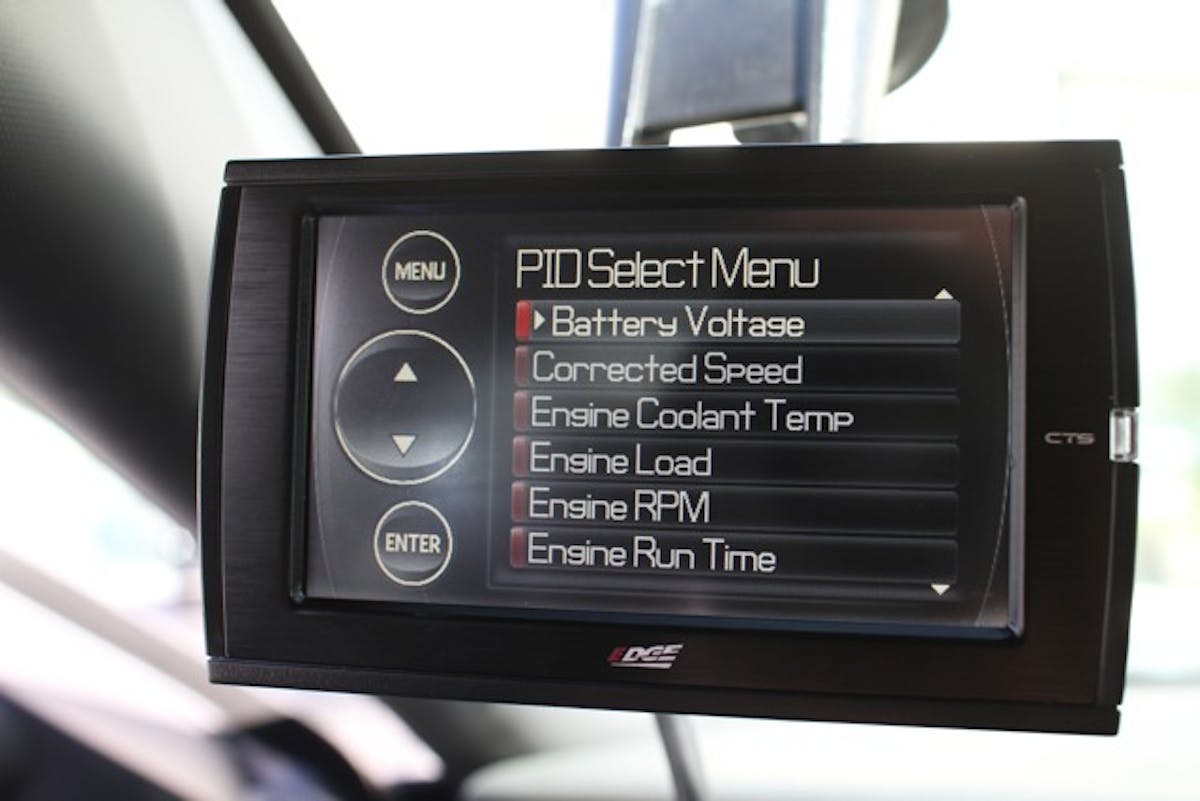 MENU
PID Select Menu
Battery Voltage
Corrected Speed
Engine Coolant Temp
Engine Load
Engine RPM
Engine Run Time
ENTER
CTS
EDGE